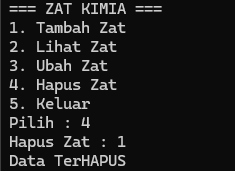 === ZAT KIMIA ===
1. Tambah Zat
2. Lihat Zat
3. Ubah Zat
4. Hapus Zat
5. Keluar
Pilih : 4
Hapus Zat : 1
Data TerHAPUS